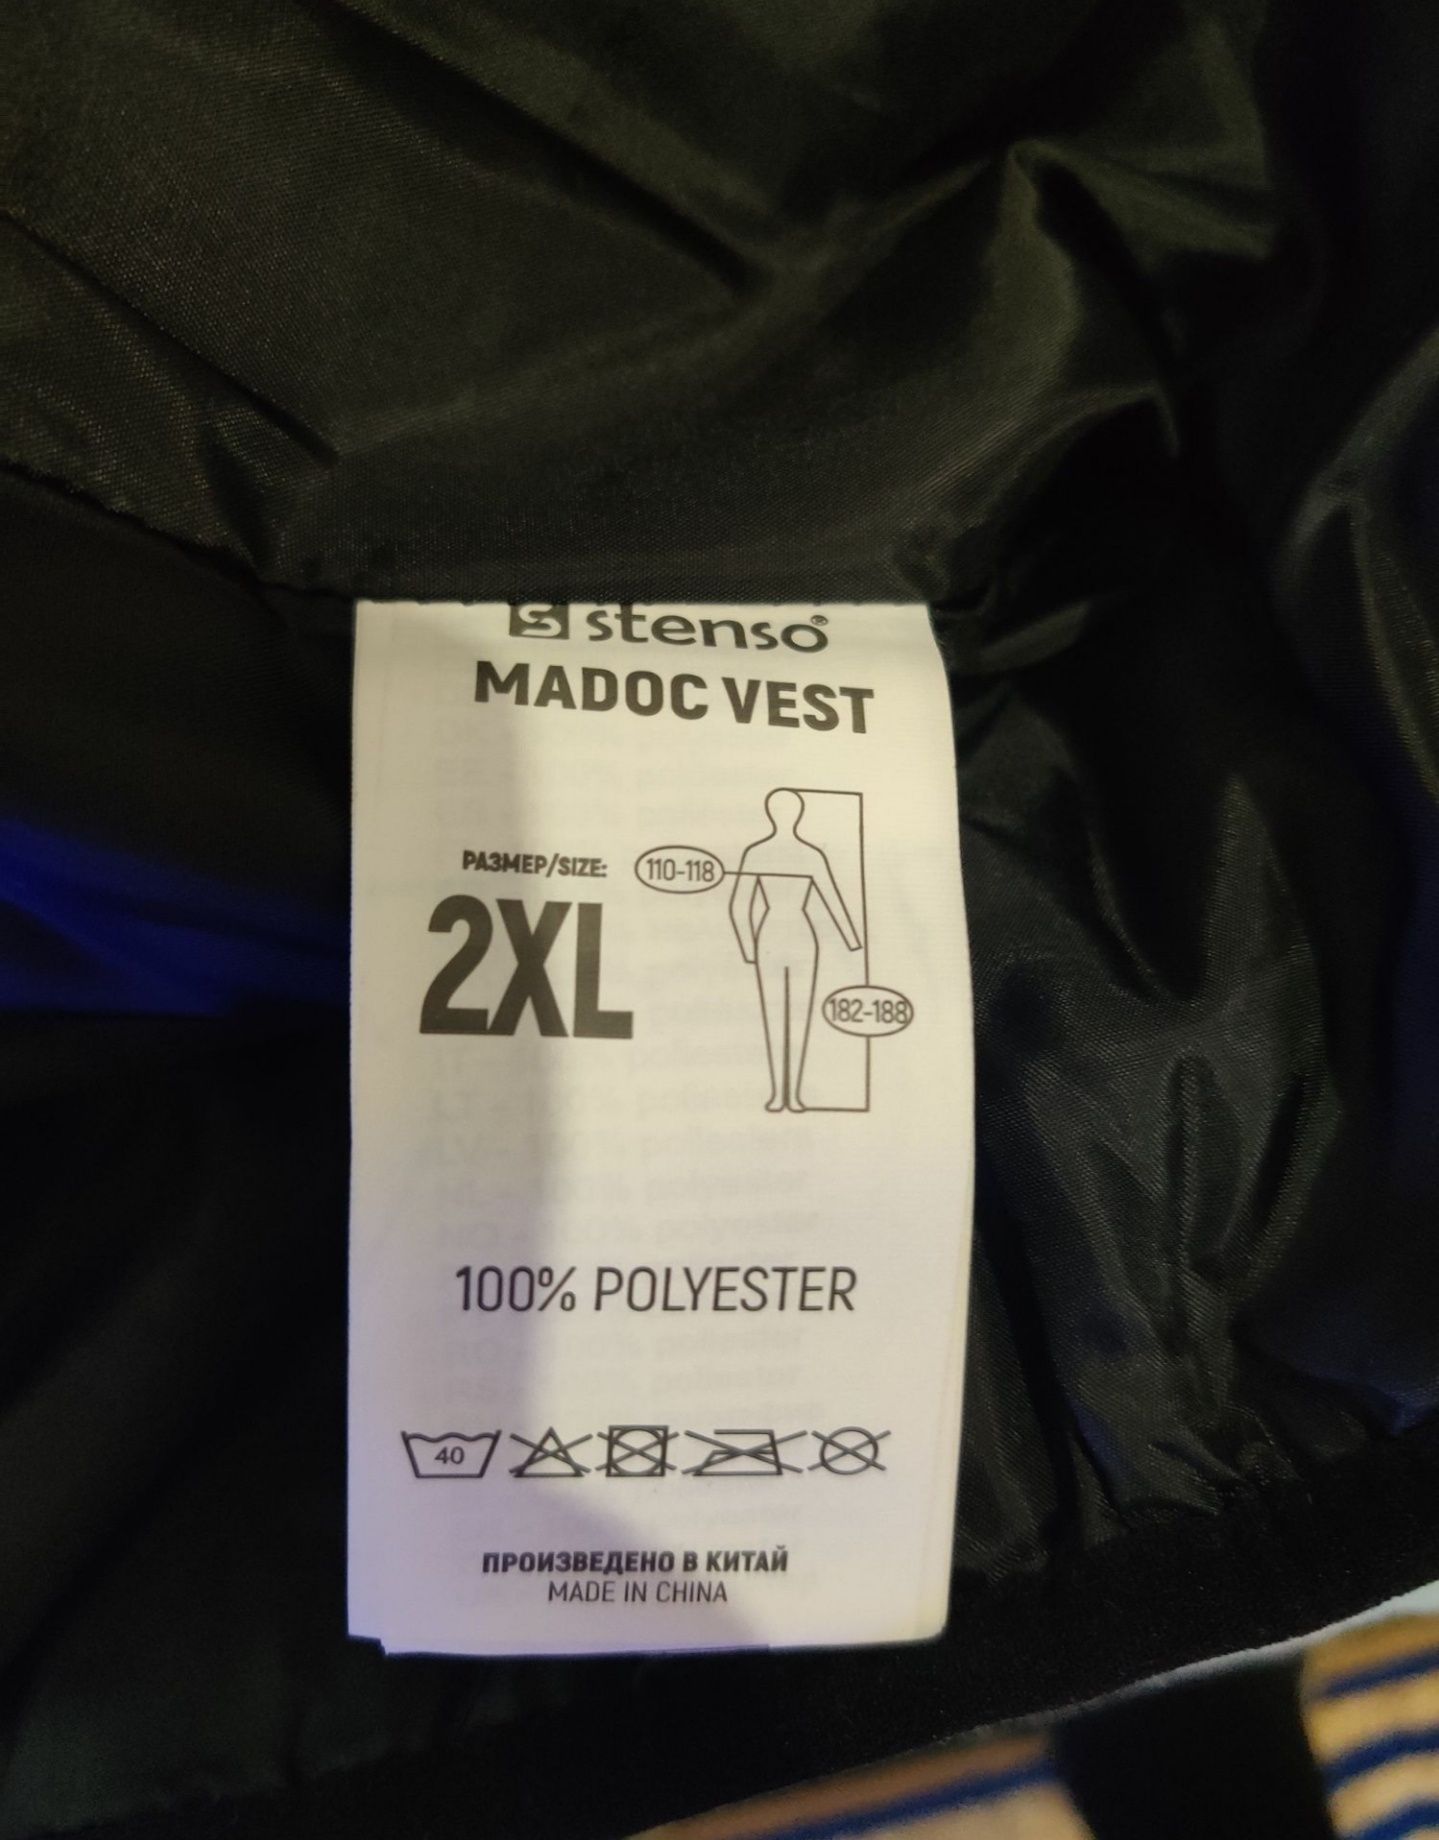 stenso®
MADOC VEST
РАЗМЕР/SIZE:
110-118
2XL
182-188
100% POLYESTER
40
ПРОИЗВЕДЕНО В КИТАЙ
MADE IN CHINA